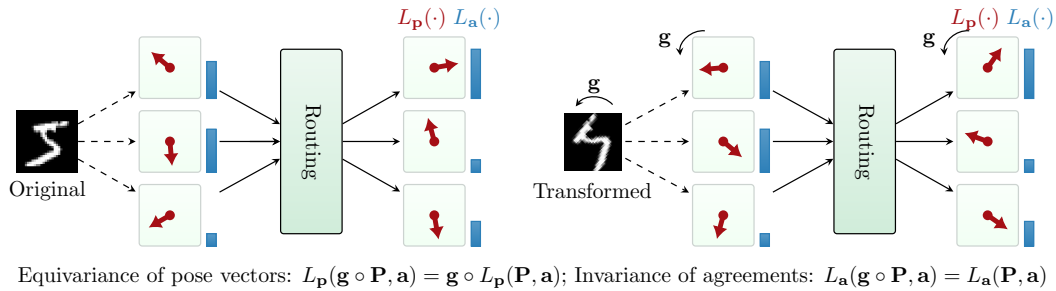 L_p(·) L_a(·)
Original
Routing
g
g
Transformed
Routing
L_p(·) L_a(·)
g
Equivariance of pose vectors: L_p(g ∘ P, a) = g ∘ L_p(P, a); Invariance of agreements: L_a(g ∘ P, a) = L_a(P, a)